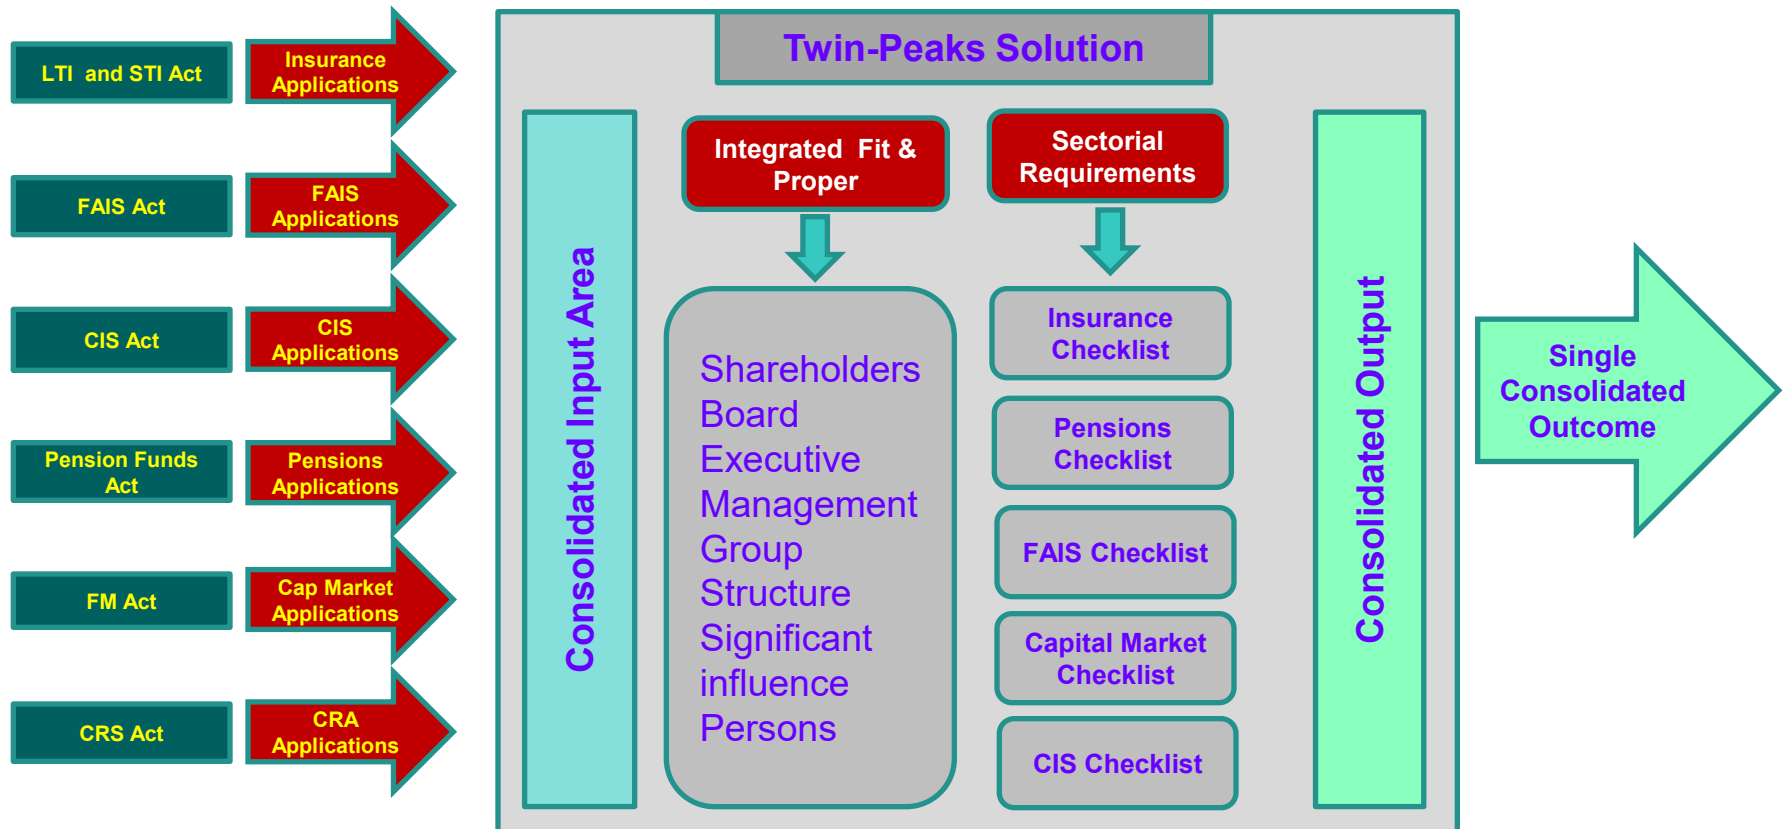 LTI and STI Act
Insurance
Applications
FAIS Act
FAIS
Applications
CIS Act
CIS
Applications
Pension Funds
Act
Pensions
Applications
FM Act
Cap Market
Applications
CRS Act
CRA
Applications
Twin-Peaks Solution
Consolidated Input Area
Integrated Fit &
Proper
Shareholders
Board
Executive
Management
Group
Structure
Significant
influence
Persons
Sectorial
Requirements
Insurance
Checklist
Pensions
Checklist
FAIS Checklist
Capital Market
Checklist
CIS Checklist
Consolidated Output
Single
Consolidated
Outcome